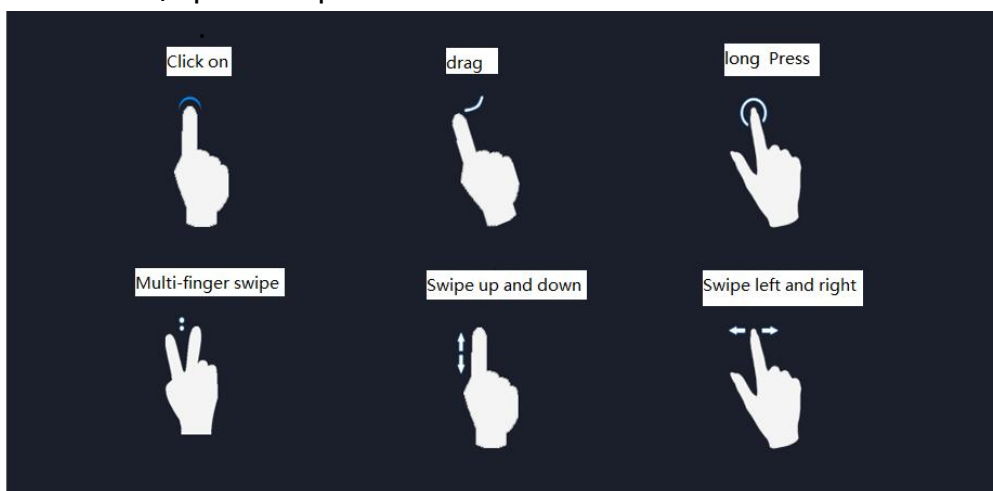 Click on
drag
long Press
Multi-finger swipe
Swipe up and down
Swipe left and right